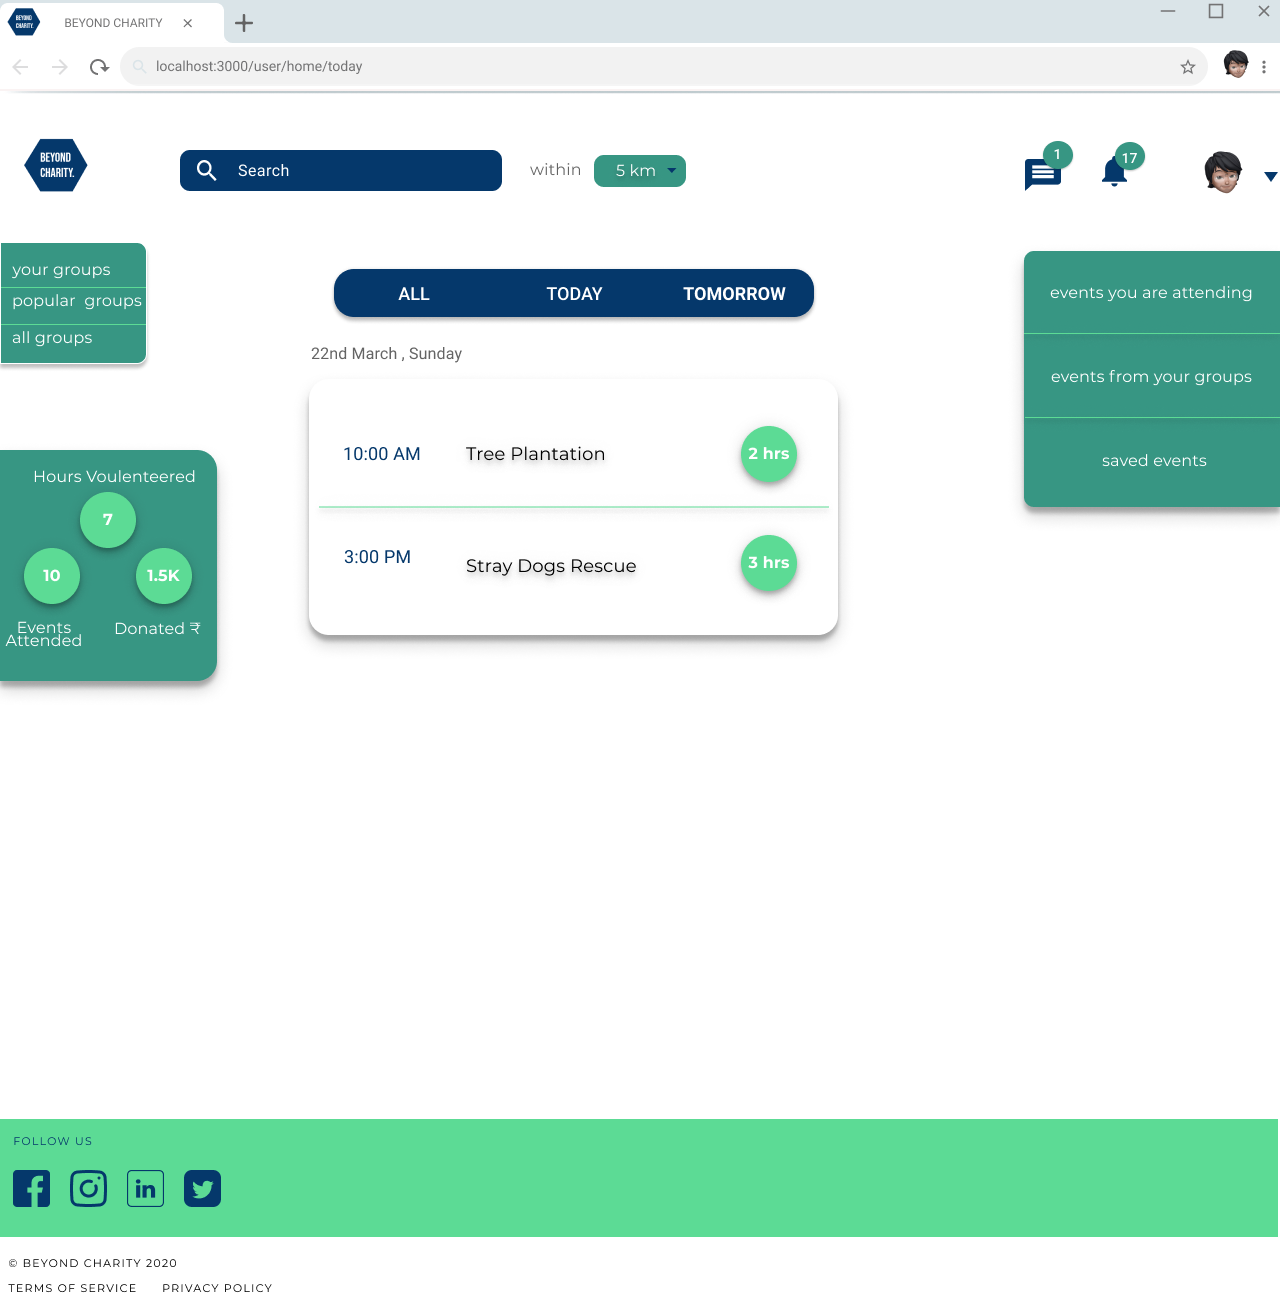 BEYOND
CHARITY.
BEYOND CHARITY
localhost:3000/user/home/today
BEYOND
CHARITY.
Search
within
5 km
1
17
your groups
popular  groups
all groups
ALL
TODAY
TOMORROW
events you are attending
events from your groups
saved events
22nd March , Sunday
10:00 AM
Tree Plantation
2 hrs
3:00 PM
Stray Dogs Rescue
3 hrs
Hours Voulenteered
7
10
1.5K
Events
Attended
Donated ₹
FOLLOW US
© BEYOND CHARITY 2020
TERMS OF SERVICE
PRIVACY POLICY